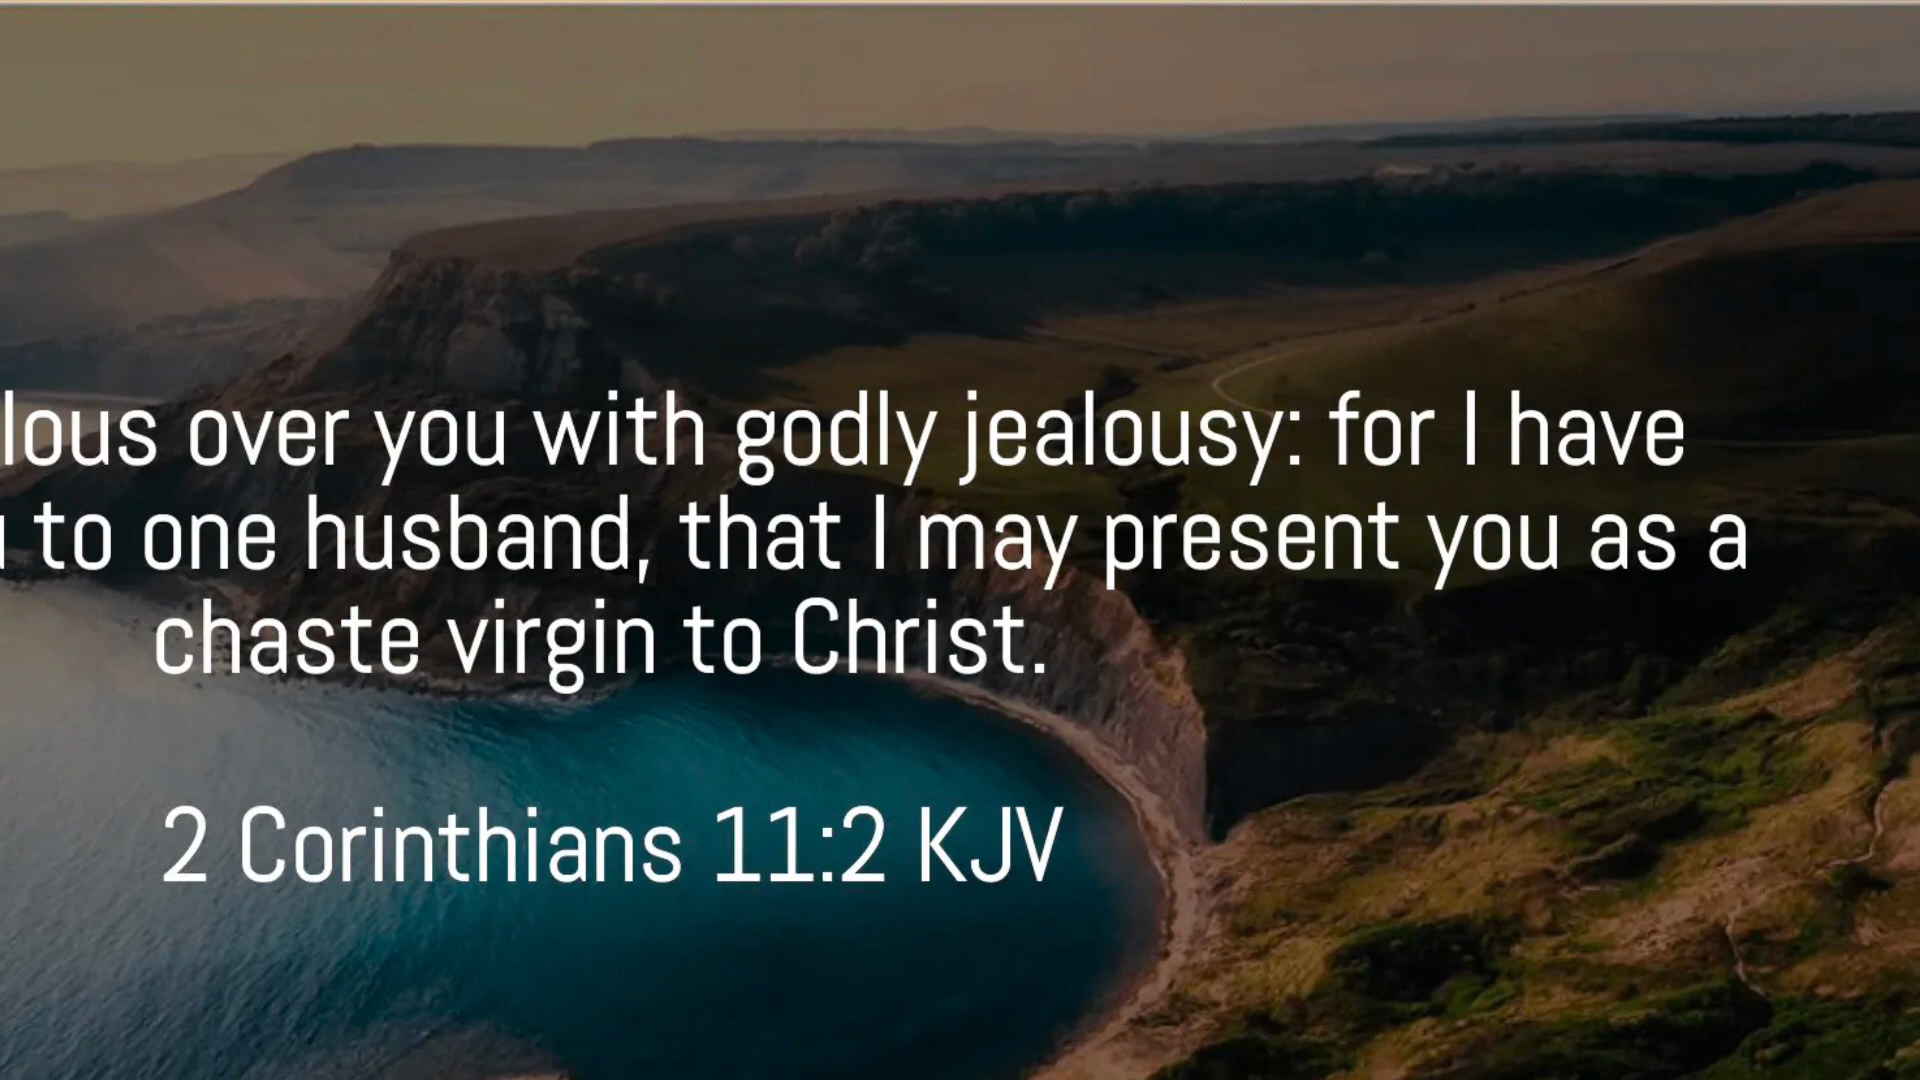 lous over you with godly jealousy: for I have
to one husband, that I may present you as a
chaste virgin to Christ.
2 Corinthians 11:2 KJV